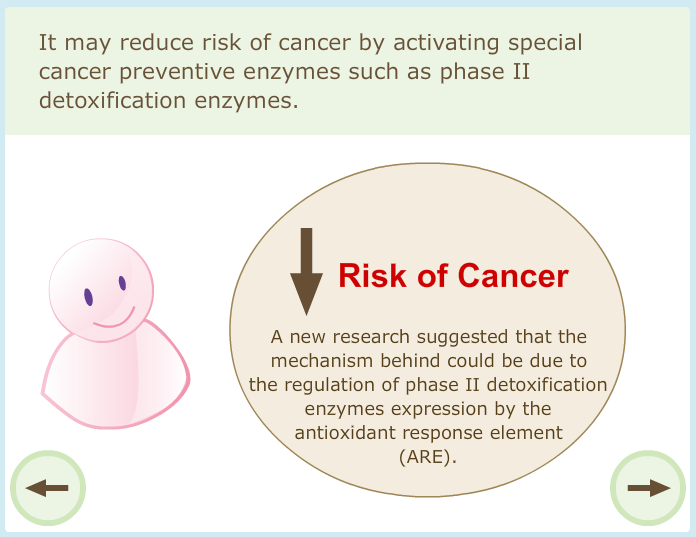 It may reduce risk of cancer by activating special
cancer preventive enzymes such as phase II
detoxification enzymes.
Risk of Cancer
A new research suggested that the
mechanism behind could be due to
the regulation of phase II detoxification
enzymes expression by the
antioxidant response element
(ARE).